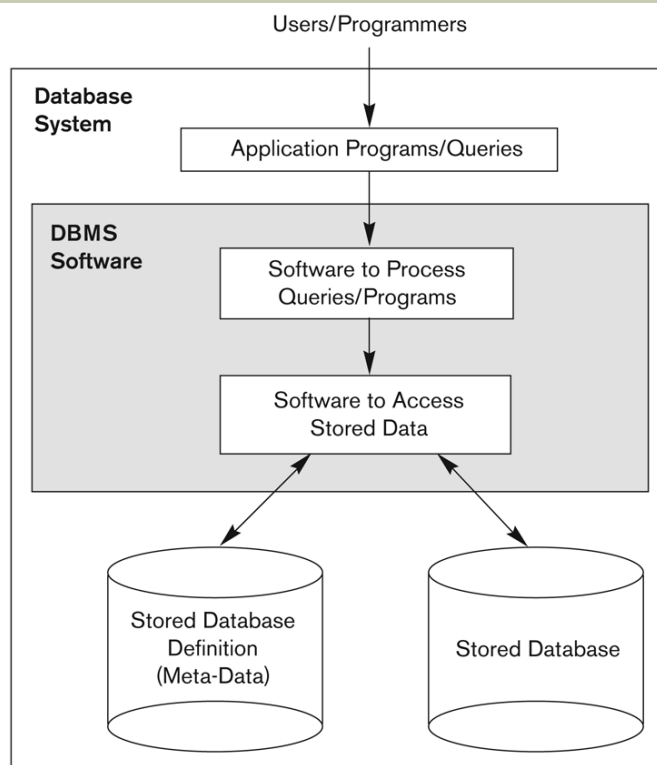 Users/Programmers
Database
System
Application Programs/Queries
DBMS
Software
Software to Process
Queries/Programs
Software to Access
Stored Data
Stored Database
Definition
(Meta-Data)
Stored Database